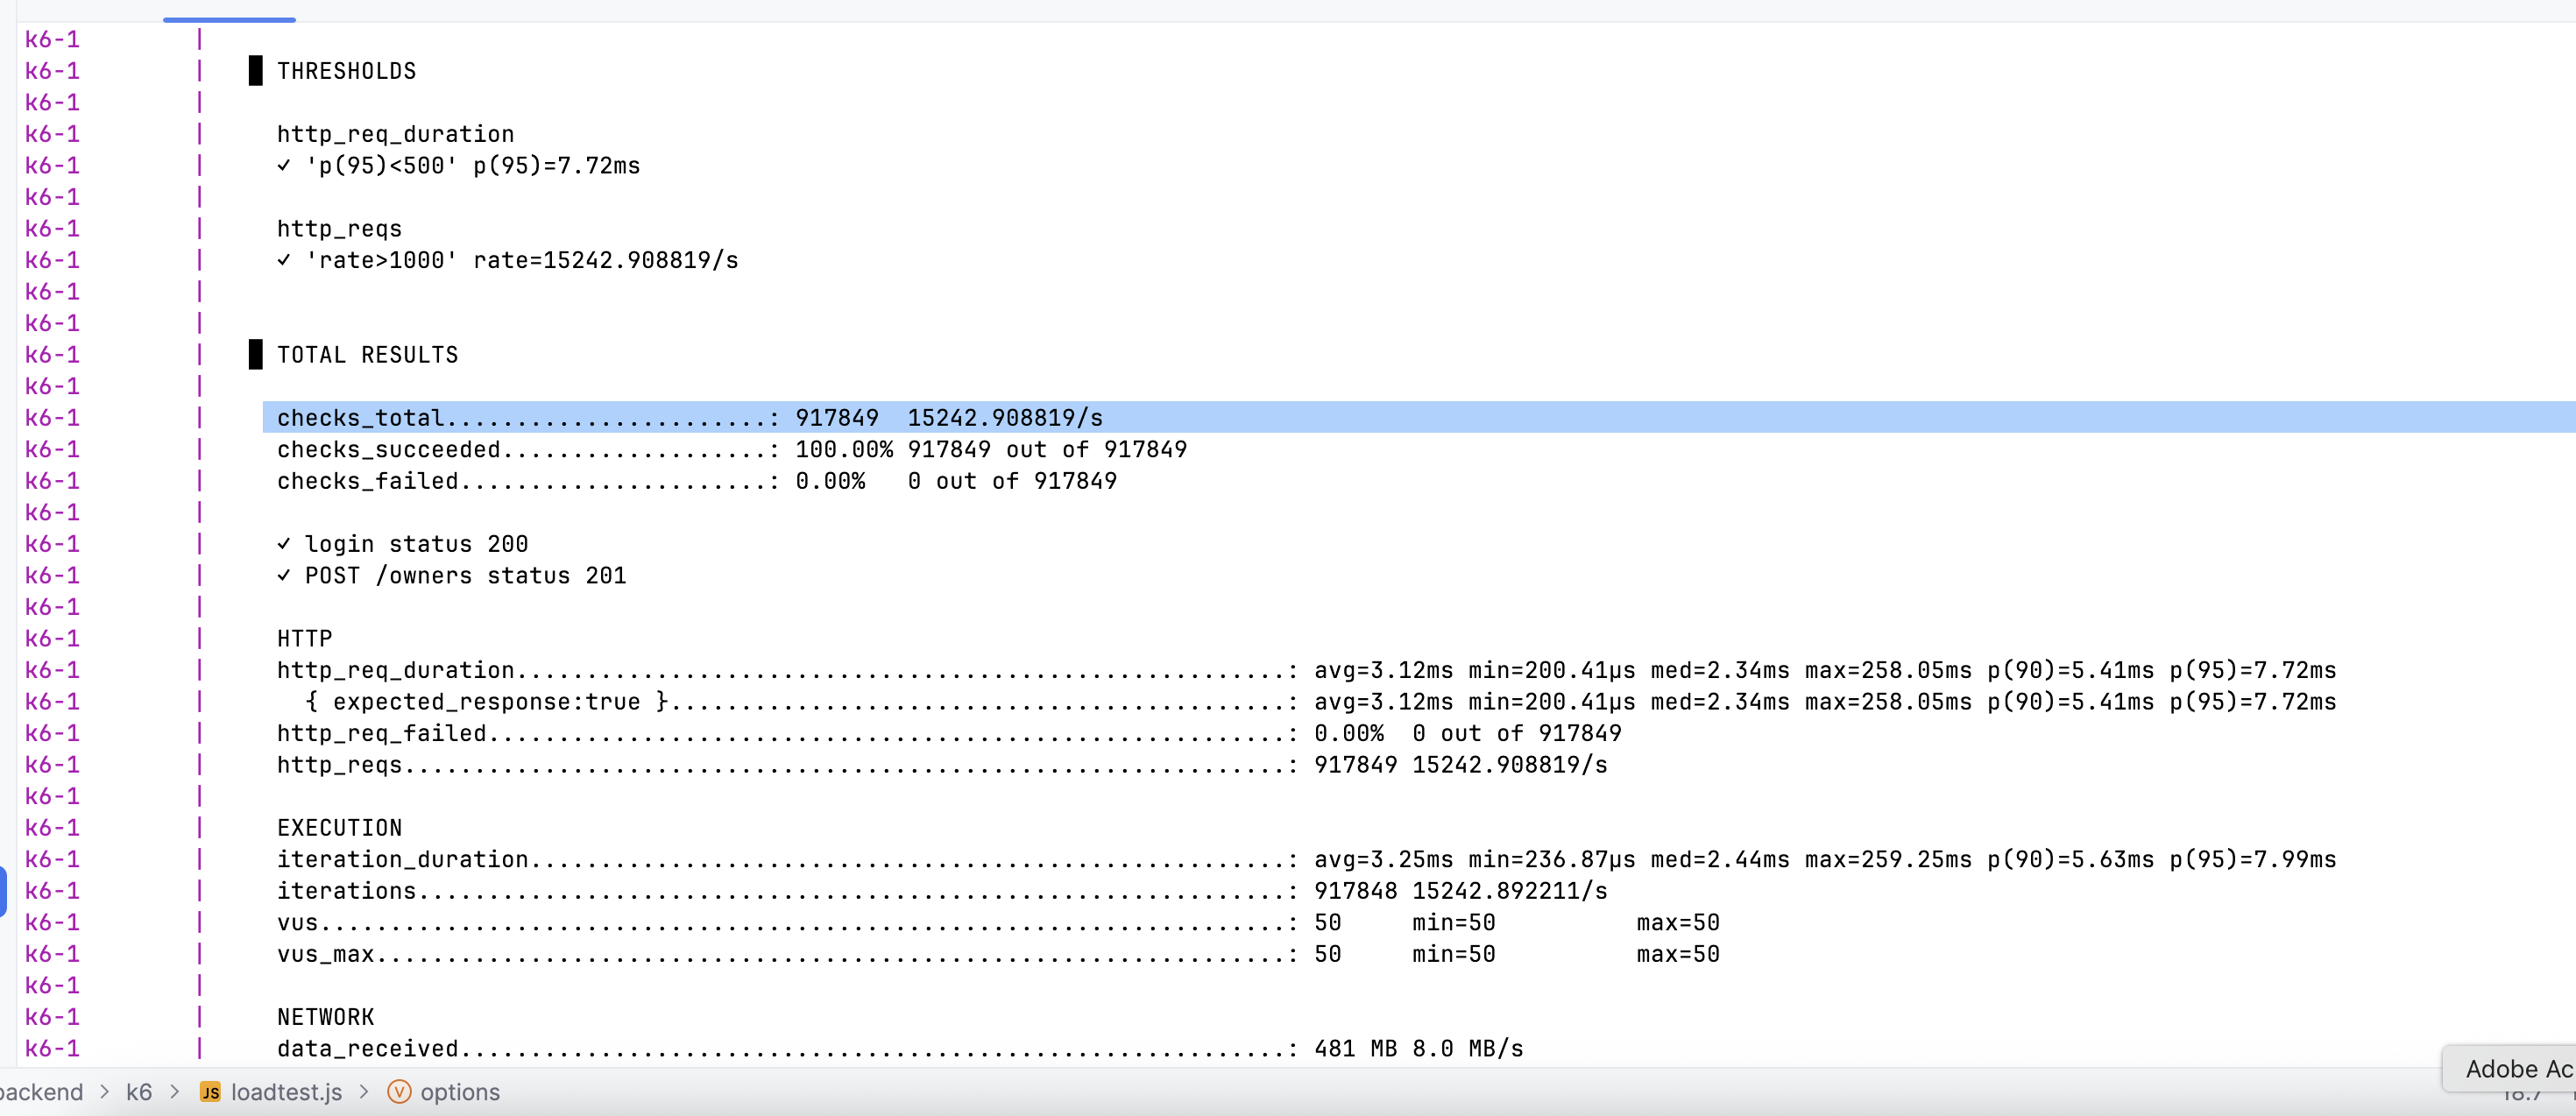 k6-1 |
k6-1 | █ THRESHOLDS
k6-1 |
k6-1 | http_req_duration
k6-1 | ✓ 'p(95)<500' p(95)=7.72ms
k6-1 |
k6-1 | http_reqs
k6-1 | ✓ 'rate>1000' rate=15242.908819/s
k6-1 |
k6-1 |
k6-1 | █ TOTAL RESULTS
k6-1 |
k6-1 | checks_total.......................: 917849  15242.908819/s
k6-1 | checks_succeeded...................: 100.00% 917849 out of 917849
k6-1 | checks_failed......................: 0.00%   0 out of 917849
k6-1 |
k6-1 | ✓ login status 200
k6-1 | ✓ POST /owners status 201
k6-1 |
k6-1 | HTTP
k6-1 | http_req_duration.......................................................: avg=3.12ms min=200.41µs med=2.34ms max=258.05ms p(90)=5.41ms p(95)=7.72ms
k6-1 |   { expected_response:true }............................................: avg=3.12ms min=200.41µs med=2.34ms max=258.05ms p(90)=5.41ms p(95)=7.72ms
k6-1 | http_req_failed.........................................................: 0.00%  0 out of 917849
k6-1 | http_reqs...............................................................: 917849 15242.908819/s
k6-1 |
k6-1 | EXECUTION
k6-1 | iteration_duration......................................................: avg=3.25ms min=236.87µs med=2.44ms max=259.25ms p(90)=5.63ms p(95)=7.99ms
k6-1 | iterations..............................................................: 917848 15242.892211/s
k6-1 | vus.....................................................................: 50     min=50          max=50
k6-1 | vus_max.................................................................: 50     min=50          max=50
k6-1 |
k6-1 | NETWORK
k6-1 | data_received...........................................................: 481 MB 8.0 MB/s
Adobe Ac
backend > k6 > JS loadtest.js > V options